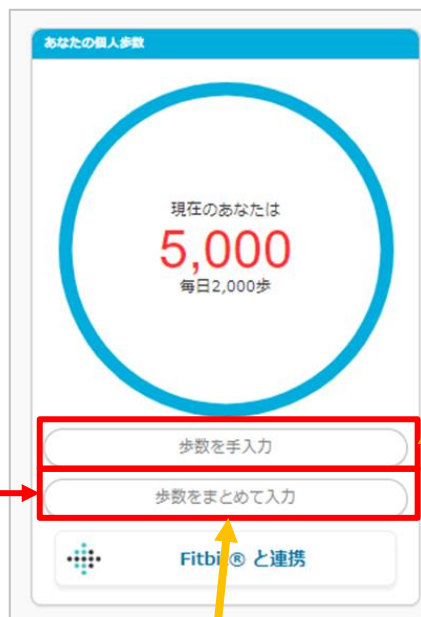 あなたの個人歩数
現在のあなたは
5,000
毎日2,000歩
歩数を手入力
歩数をまとめて入力
Fitbit® と連携